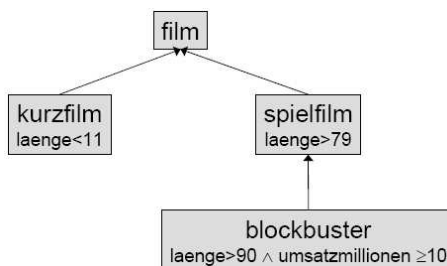 film
kurzfilm
laenge<11
spielfilm
laenge>79
blockbuster
laenge>90 ∧ umsatzmillionen ≥10